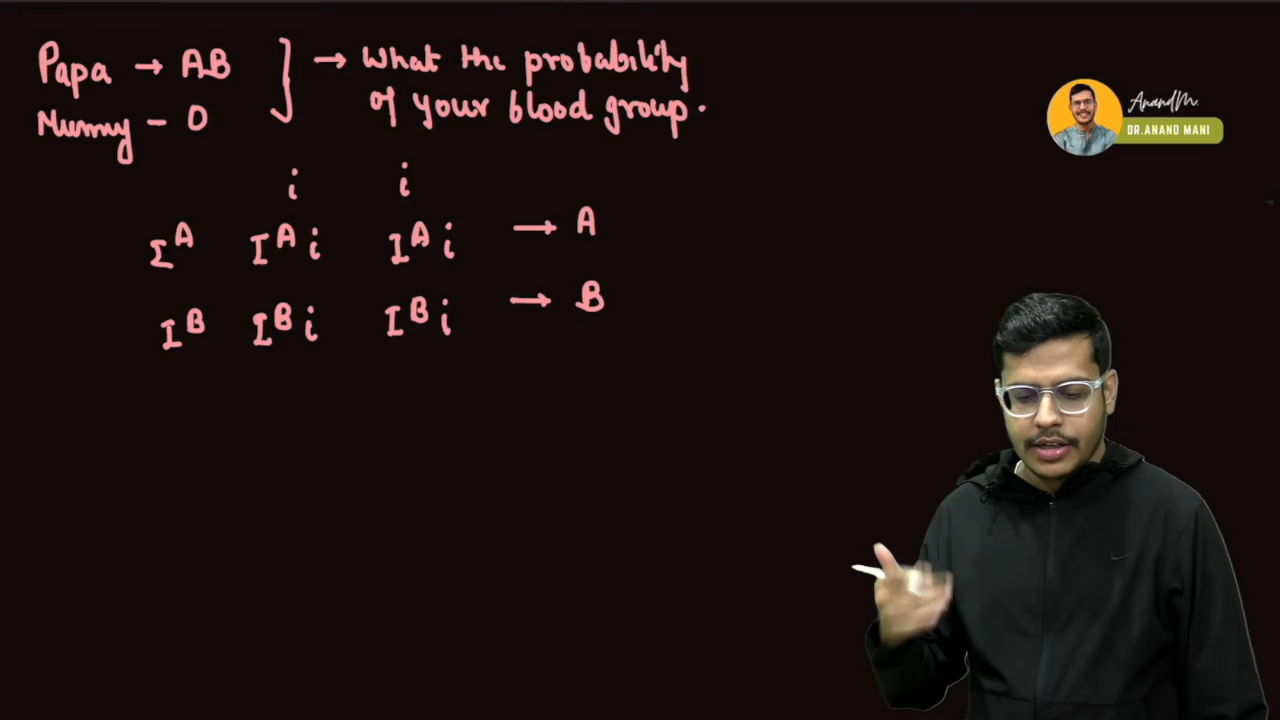 Papa → AB } → What the probability
Mummy - O of your blood group.
i i
I^A I^A i I^A i → A
I^B I^B i I^B i → B
AnandM.
DR.ANAND MANI